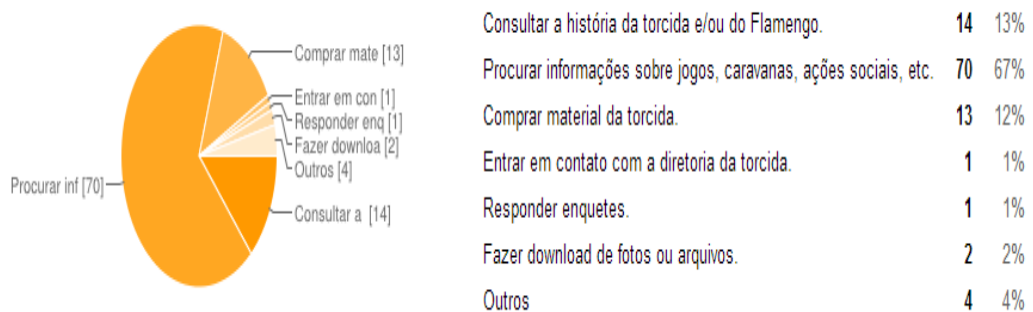 Comprar mate [13]
Entrar em con [1]
Responder enq [1]
Fazer downloa [2]
Outros [4]
Procurar inf [70]
Consultar a [14]
Consultar a história da torcida e/ou do Flamengo. 14 13%
Procurar informações sobre jogos, caravanas, ações sociais, etc. 70 67%
Comprar material da torcida. 13 12%
Entrar em contato com a diretoria da torcida. 1 1%
Responder enquetes. 1 1%
Fazer download de fotos ou arquivos. 2 2%
Outros 4 4%